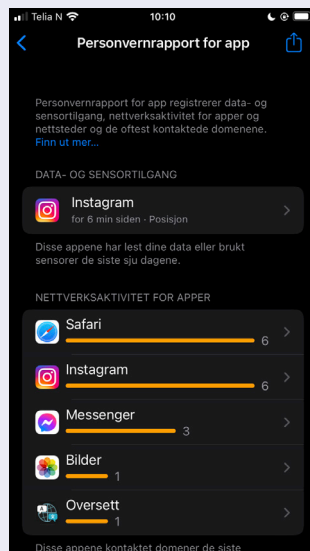 Telia N
10:10
Personvernrapport for app
Personvernrapport for app registrerer data- og
sensortilgang, nettverksaktivitet for apper og
nettsteder og de oftest kontaktede domenene.
Finn ut mer...
DATA- OG SENSORTILGANG
Instagram
for 6 min siden - Posisjon
Disse appene har lest dine data eller brukt
sensorer de siste sju dagene.
NETTVERKSAKTIVITET FOR APPER
Safari
6
Instagram
6
Messenger
3
Bilder
1
Oversett
1
Disse appene kontaktet domener de siste